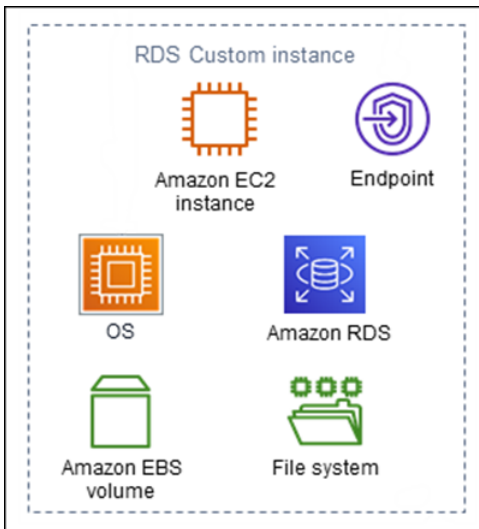 RDS Custom instance
Amazon EC2
instance
Endpoint
OS
Amazon RDS
Amazon EBS
volume
File system